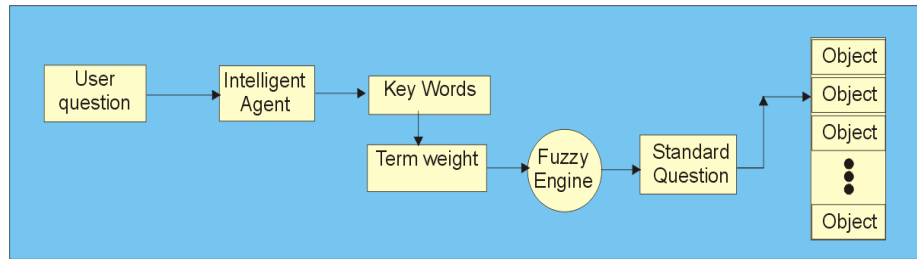 User
question
Intelligent
Agent
Key Words
Term weight
Fuzzy
Engine
Standard
Question
Object
Object
Object
Object